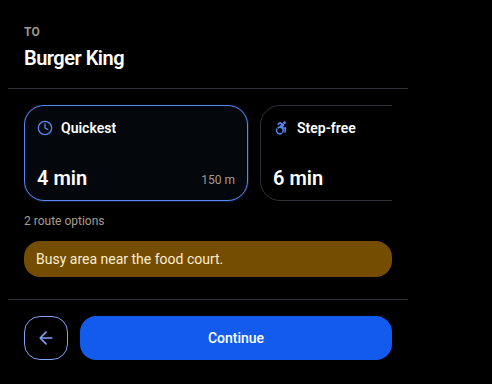 TO
Burger King
Quickest
4 min
150 m
Step-free
6 min
2 route options
Busy area near the food court.
Continue